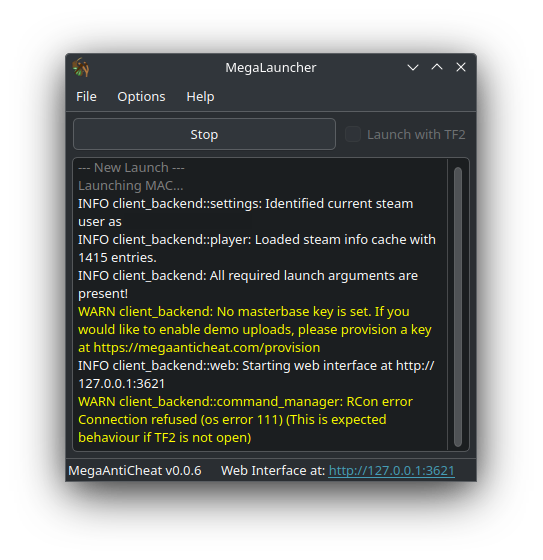 MegaLauncher
File Options Help
Stop Launch with TF2
--- New Launch ---
Launching MAC...
INFO client_backend::settings: Identified current steam
user as
INFO client_backend::player: Loaded steam info cache with
1415 entries.
INFO client_backend: All required launch arguments are
present!
WARN client_backend: No masterbase key is set. If you
would like to enable demo uploads, please provision a key
at https://megaanticheat.com/provision
INFO client_backend::web: Starting web interface at http://
127.0.0.1:3621
WARN client_backend::command_manager: RCon error
Connection refused (os error 111) (This is expected
behaviour if TF2 is not open)
MegaAntiCheat v0.0.6 Web Interface at: http://127.0.0.1:3621